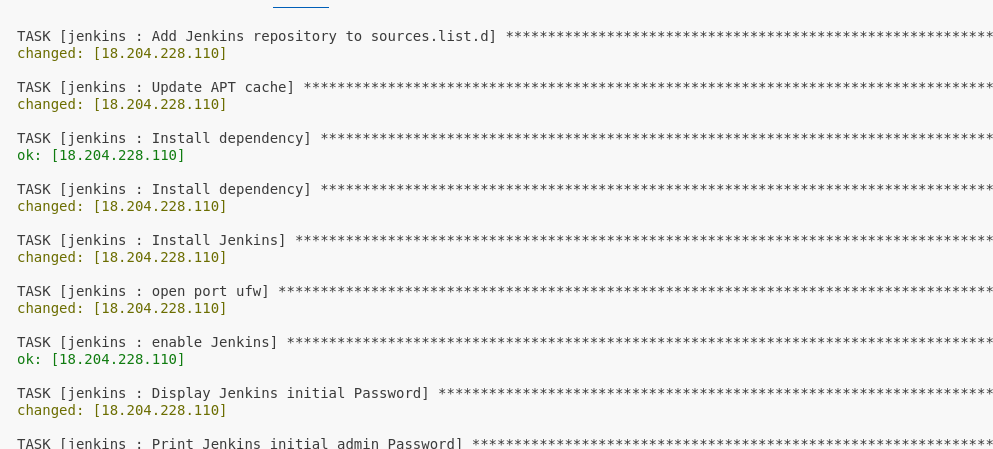 TASK [jenkins : Add Jenkins repository to sources.list.d] **********************************************************
changed: [18.204.228.110]
TASK [jenkins : Update APT cache] **********************************************************************************
changed: [18.204.228.110]
TASK [jenkins : Install dependency] ********************************************************************************
ok: [18.204.228.110]
TASK [jenkins : Install dependency] ********************************************************************************
changed: [18.204.228.110]
TASK [jenkins : Install Jenkins] ***********************************************************************************
changed: [18.204.228.110]
TASK [jenkins : open port ufw] *************************************************************************************
changed: [18.204.228.110]
TASK [jenkins : enable Jenkins] ************************************************************************************
ok: [18.204.228.110]
TASK [jenkins : Display Jenkins initial Password] ******************************************************************
changed: [18.204.228.110]
TASK [jenkins : Print Jenkins initial admin Password] **************************************************************